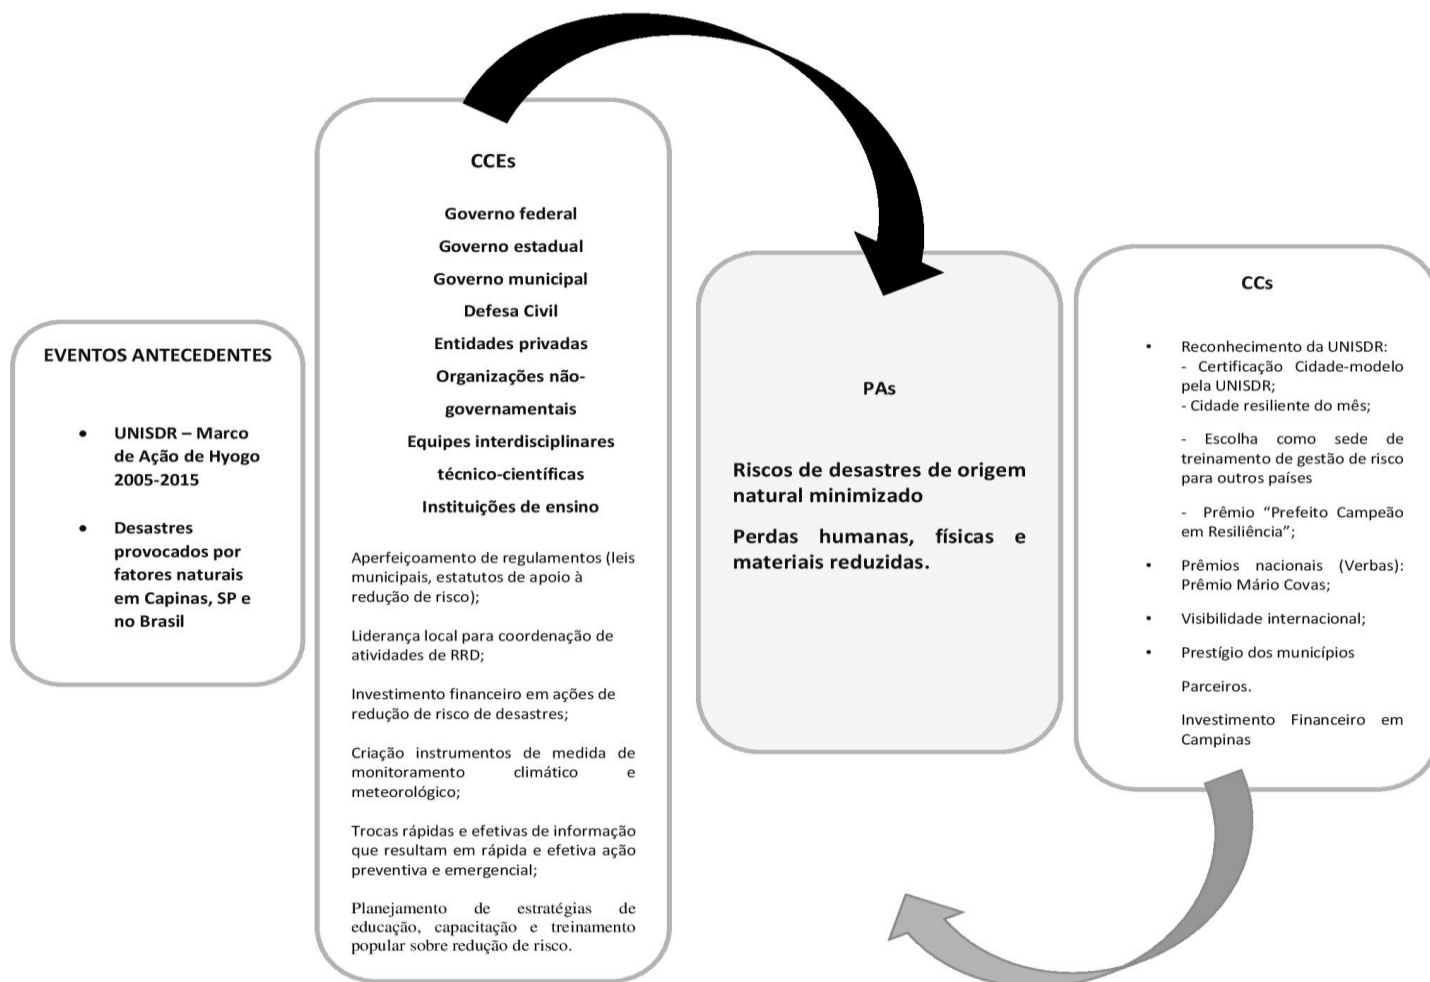 EVENTOS ANTECEDENTES
• UNISDR – Marco
de Ação de Hyogo
2005-2015
• Desastres
provocados por
fatores naturais
em Capinas, SP e
no Brasil
CCEs
Governo federal
Governo estadual
Governo municipal
Defesa Civil
Entidades privadas
Organizações não-
governamentais
Equipes interdisciplinares
técnico-científicas
Instituições de ensino
Aperfeiçoamento de regulamentos (leis
municipais, estatutos de apoio à
redução de risco);
Liderança local para coordenação de
atividades de RRD;
Investimento financeiro em ações de
redução de risco de desastres;
Criação instrumentos de medida de
monitoramento climático e
meteorológico;
Trocas rápidas e efetivas de informação
que resultam em rápida e efetiva ação
preventiva e emergencial;
Planejamento de estratégias de
educação, capacitação e treinamento
popular sobre redução de risco.
PAs
Riscos de desastres de origem
natural minimizado
Perdas humanas, físicas e
materiais reduzidas.
CCs
• Reconhecimento da UNISDR:
- Certificação Cidade-modelo
pela UNISDR;
- Cidade resiliente do mês;
- Escolha como sede de
treinamento de gestão de risco
para outros países
- Prêmio “Prefeito Campeão
em Resiliência”;
• Prêmios nacionais (Verbas):
Prêmio Mário Covas;
• Visibilidade internacional;
• Prestígio dos municípios
Parceiros.
Investimento Financeiro em
Campinas